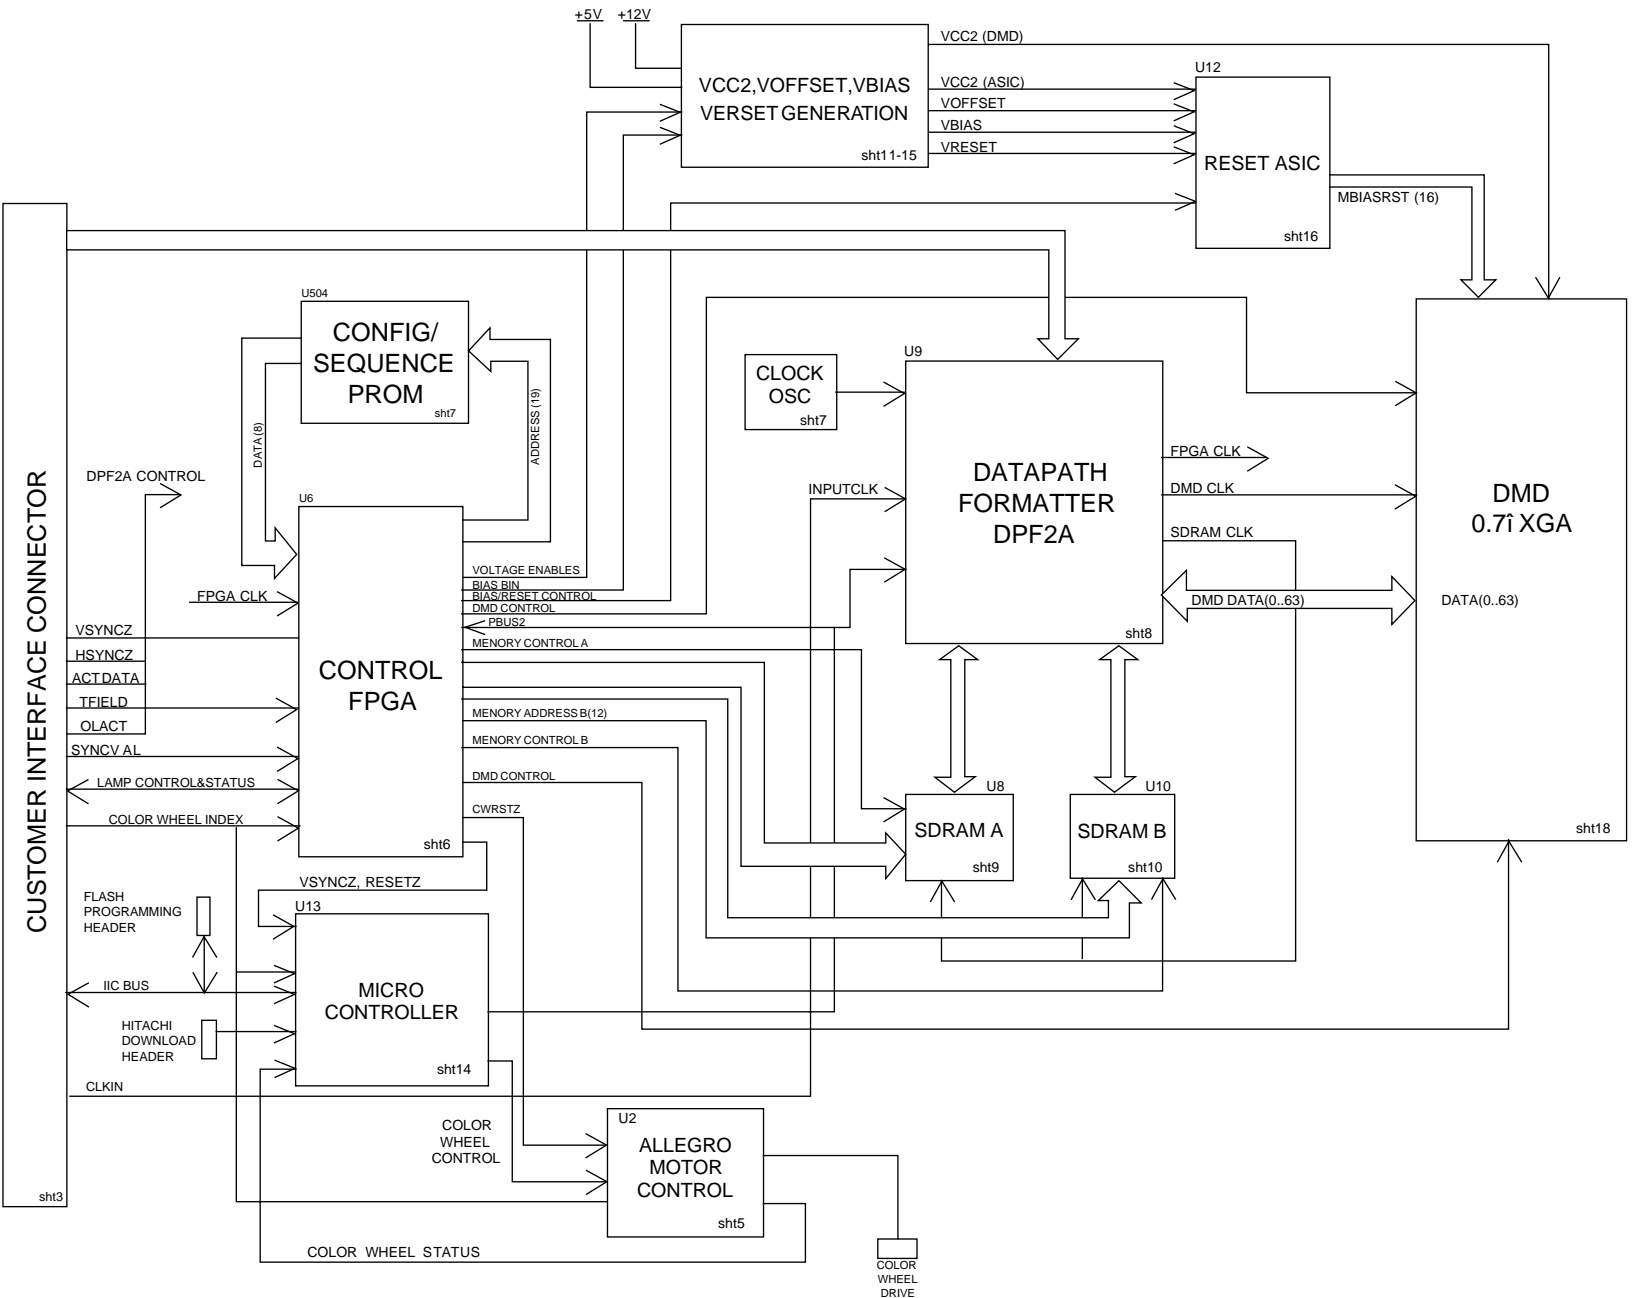 +5V
+12V
VCC2 (DMD)
VCC2,VOFFSET,VBIAS
VERSET GENERATION
sht11-15
VCC2 (ASIC)
VOFFSET
VBIAS
VRESET
U12
RESET ASIC
sht16
MBIASRST (16)
CUSTOMER INTERFACE CONNECTOR
sht3
U504
CONFIG/
SEQUENCE
PROM
sht7
DATA(8)
ADDRESS (19)
CLOCK
OSC
sht7
U9
DATAPATH
FORMATTER
DPF2A
sht8
INPUTCLK
FPGA CLK
DMD CLK
SDRAM CLK
DMD DATA(0..63)
DMD
0.7î XGA
DATA(0..63)
sht18
DPF2A CONTROL
U6
CONTROL
FPGA
sht6
FPGA CLK
VSYNCZ
HSYNCZ
ACTDATA
TFIELD
OLACT
SYNCV AL
LAMP CONTROL&STATUS
COLOR WHEEL INDEX
VOLTAGE ENABLES
BIAS BIN
BIAS/RESET CONTROL
DMD CONTROL
PBUS2
MENORY CONTROL A
MENORY ADDRESS B(12)
MENORY CONTROL B
DMD CONTROL
CWRSTZ
U8
SDRAM A
sht9
U10
SDRAM B
sht10
VSYNCZ, RESETZ
FLASH
PROGRAMMING
HEADER
U13
MICRO
CONTROLLER
sht14
IIC BUS
HITACHI
DOWNLOAD
HEADER
CLKIN
COLOR
WHEEL
CONTROL
U2
ALLEGRO
MOTOR
CONTROL
sht5
COLOR WHEEL STATUS
COLOR
WHEEL
DRIVE